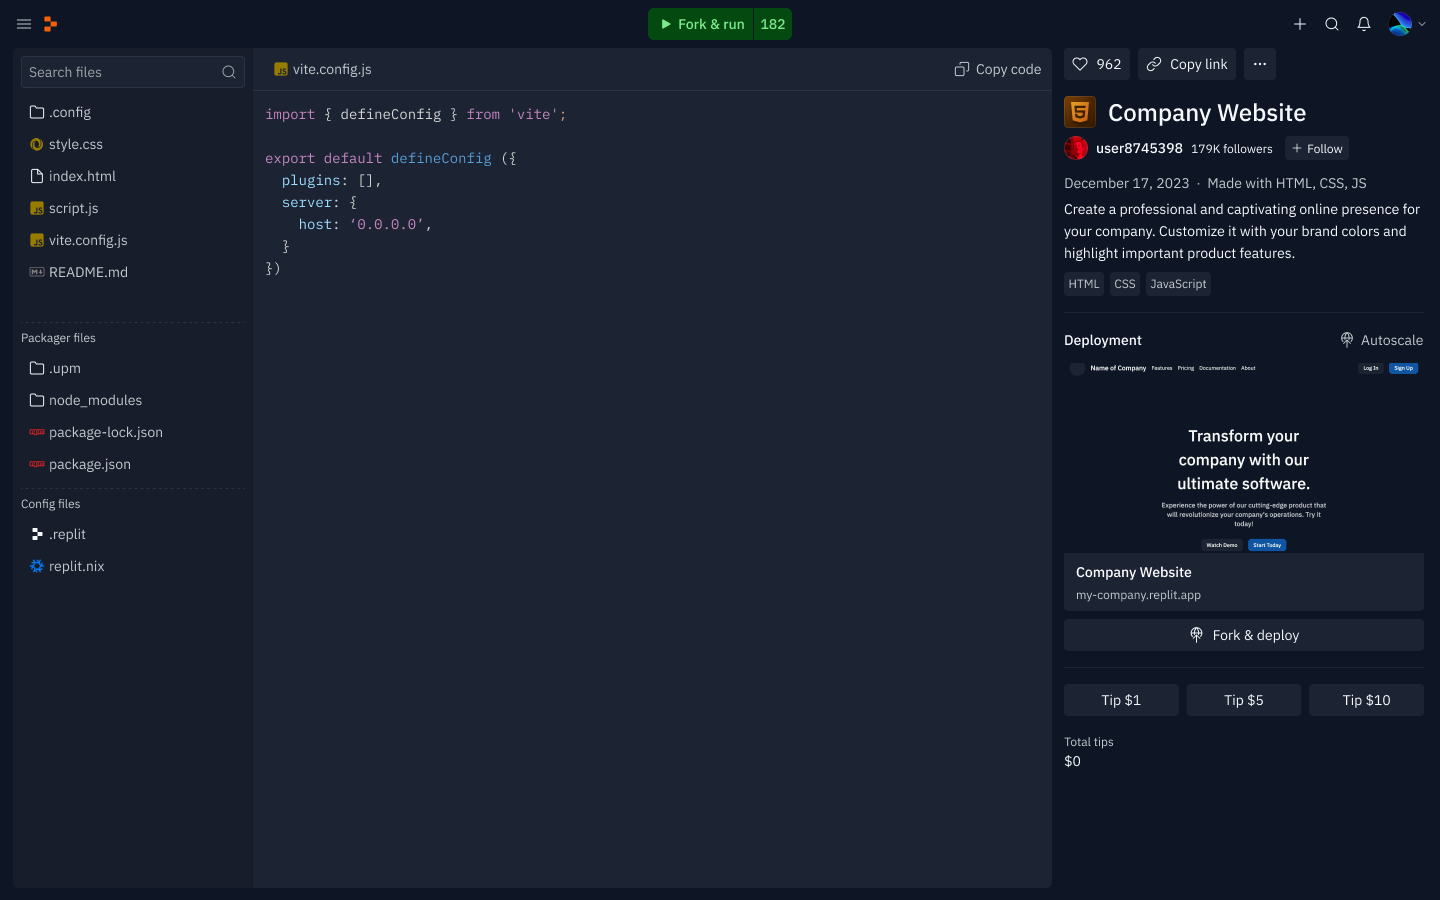 Fork & run 182
Search files
.config
style.css
index.html
script.js
vite.config.js
README.md
Packager files
.upm
node_modules
package-lock.json
package.json
Config files
.replit
replit.nix
vite.config.js
Copy code
import { defineConfig } from 'vite';
export default defineConfig ({
plugins: [],
server: {
host: ‘0.0.0.0’,
}
})
962 Copy link
Company Website
user8745398 179K followers + Follow
December 17, 2023 · Made with HTML, CSS, JS
Create a professional and captivating online presence for
your company. Customize it with your brand colors and
highlight important product features.
HTML CSS JavaScript
Deployment Autoscale
Name of Company Features Pricing Documentation About Log In Sign Up
Transform your
company with our
ultimate software.
Experience the power of our cutting-edge product that
will revolutionize your company's operations. Try it
today!
Watch Demo Start Today
Company Website
my-company.replit.app
Fork & deploy
Tip $1 Tip $5 Tip $10
Total tips
$0